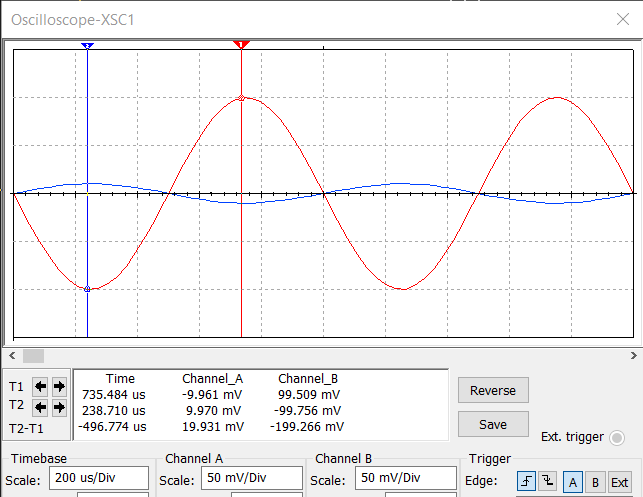 Oscilloscope-XSC1
2
1
Time Channel_A Channel_B
T1 735.484 us -9.961 mV 99.509 mV
T2 238.710 us 9.970 mV -99.756 mV
T2-T1 -496.774 us 19.931 mV -199.266 mV
Reverse
Save
Ext. trigger
Timebase
Scale: 200 us/Div
Channel A
Scale: 50 mV/Div
Channel B
Scale: 50 mV/Div
Trigger
Edge: A B Ext